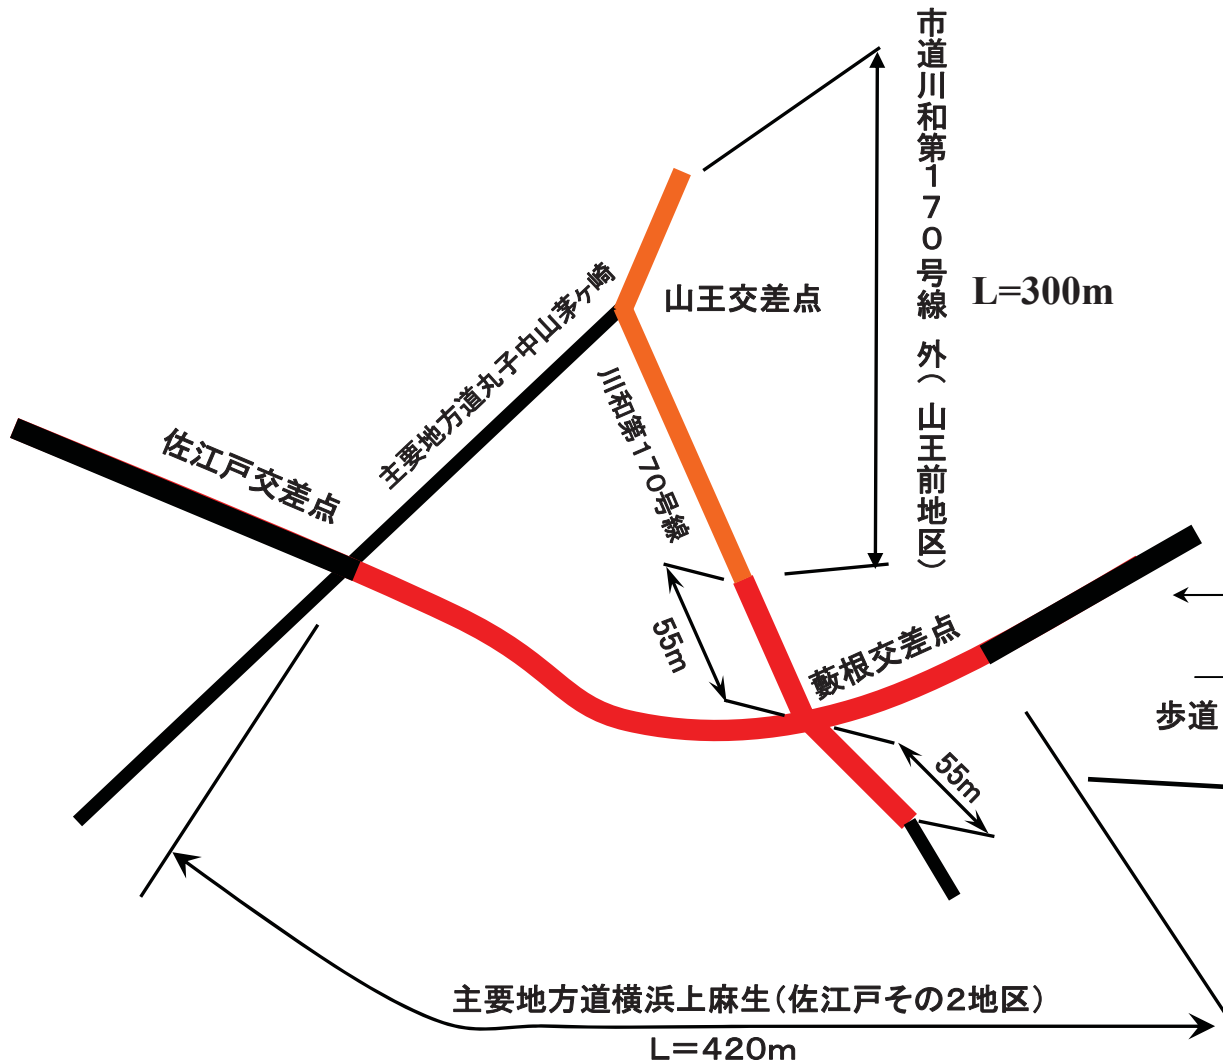 市道川和第１７０号線 外（山王前地区）
L=300m
山王交差点
主要地方道丸子中山茅ヶ崎
川和第１７０号線
佐江戸交差点
55m
藪根交差点
歩道
55m
主要地方道横浜上麻生（佐江戸その２地区）
L＝420m